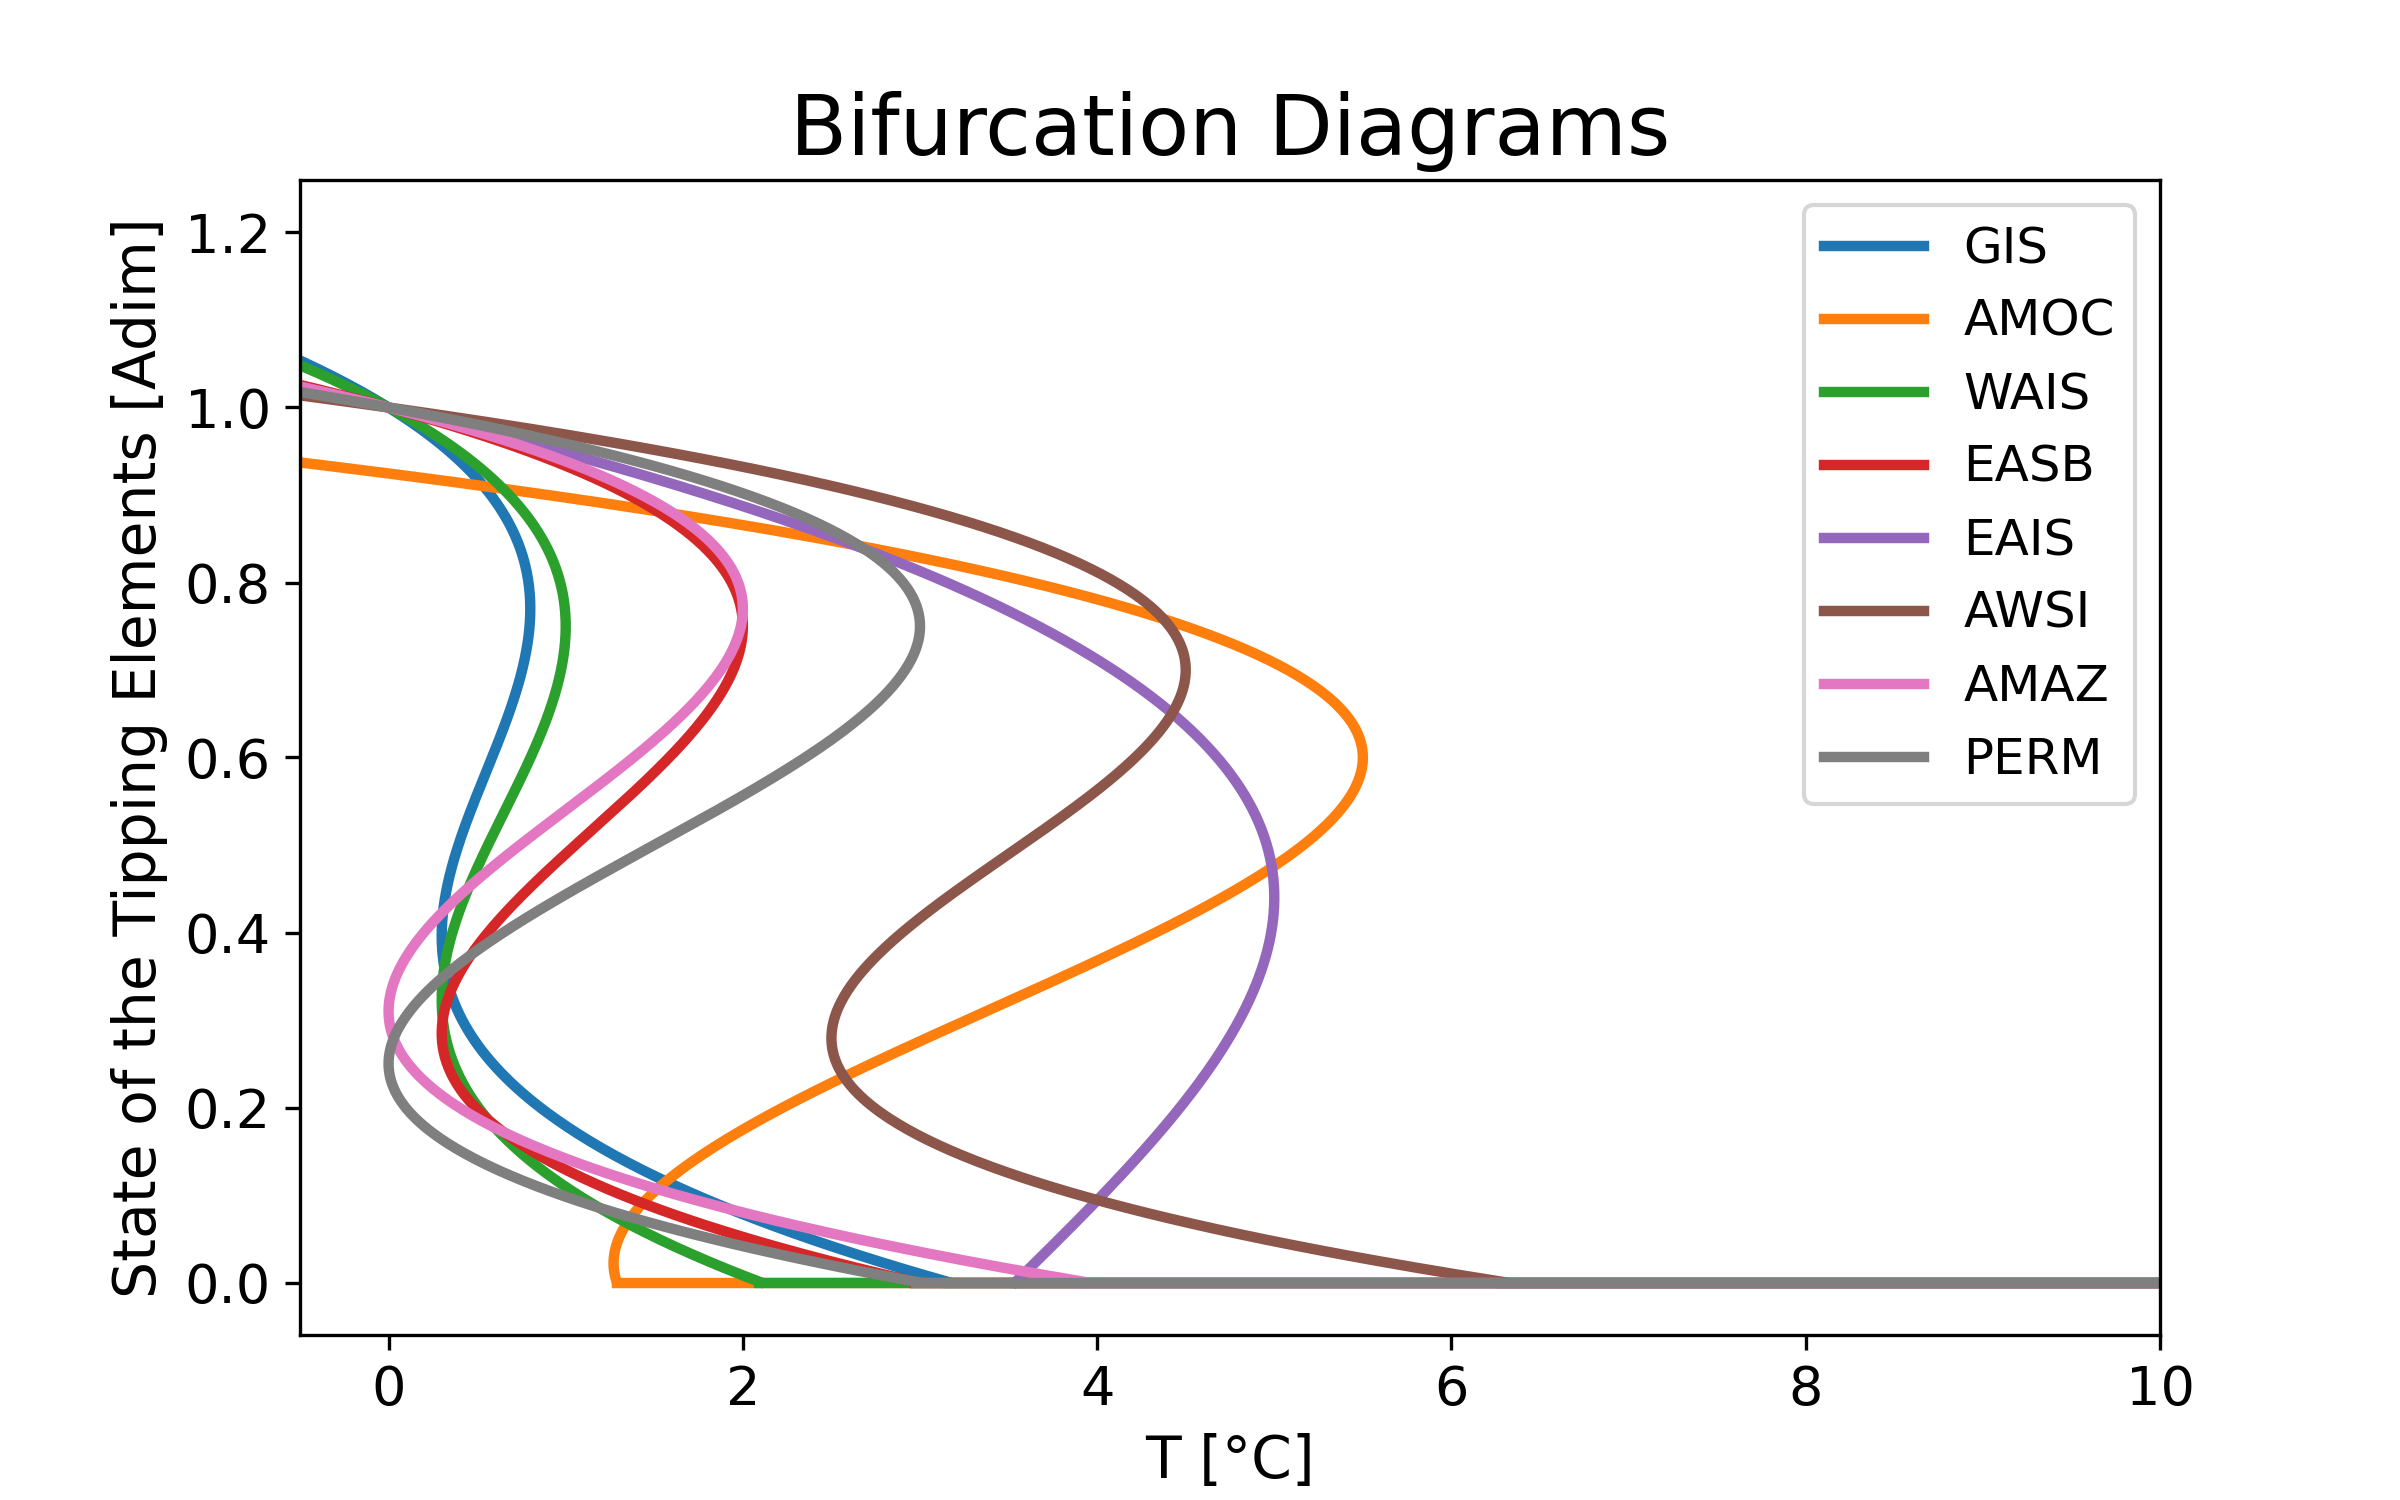 Bifurcation Diagrams
State of the Tipping Elements [Adim]
1.2
1.0
0.8
0.6
0.4
0.2
0.0
GIS
AMOC
WAIS
EASB
EAIS
AWSI
AMAZ
PERM
0 2 4 6 8 10
T [°C]